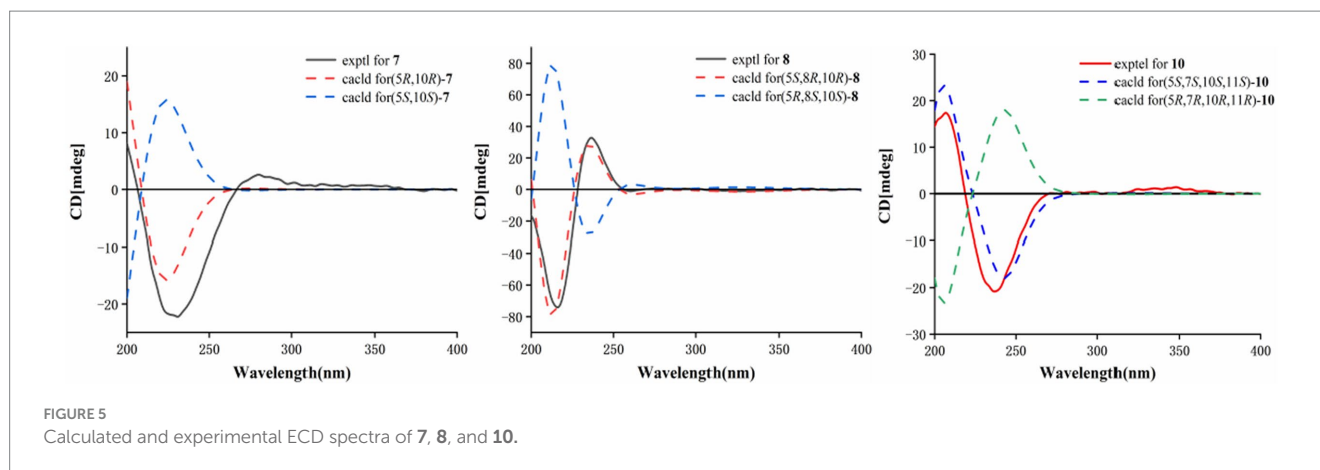 exptl for 7
cacld for(5R,10R)-7
cacld for(5S,10S)-7
20
10
0
−10
−20
CD[mdeg]
200
250
300
350
400
Wavelength(nm)
exptl for 8
cacld for(5S,8R,10R)-8
cacld for(5R,8S,10S)-8
80
60
40
20
0
−20
−40
−60
−80
CD[mdeg]
200
250
300
350
400
Wavelength(nm)
exptel for 10
cacld for(5S,7S,10S,11S)-10
cacld for(5R,7R,10R,11R)-10
30
20
10
0
−10
−20
−30
CD[mdeg]
200
250
300
350
400
Wavelength(nm)
FIGURE 5
Calculated and experimental ECD spectra of 7, 8, and 10.